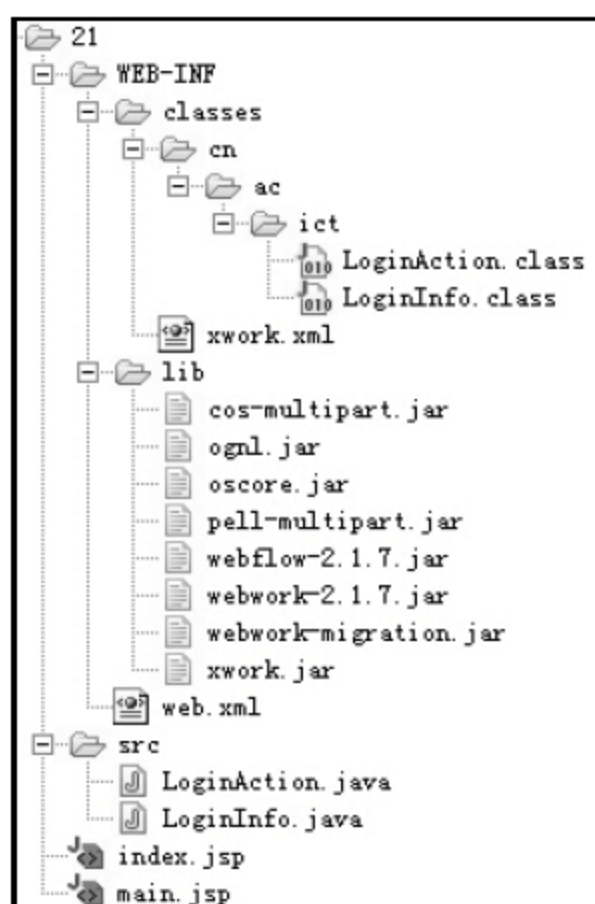 21
WEB-INF
classes
cn
ac
ict
LoginAction.class
LoginInfo.class
xwork.xml
lib
cos-multipart.jar
ognl.jar
oscore.jar
pell-multipart.jar
webflow-2.1.7.jar
webwork-2.1.7.jar
webwork-migration.jar
xwork.jar
web.xml
src
LoginAction.java
LoginInfo.java
index.jsp
main.jsp